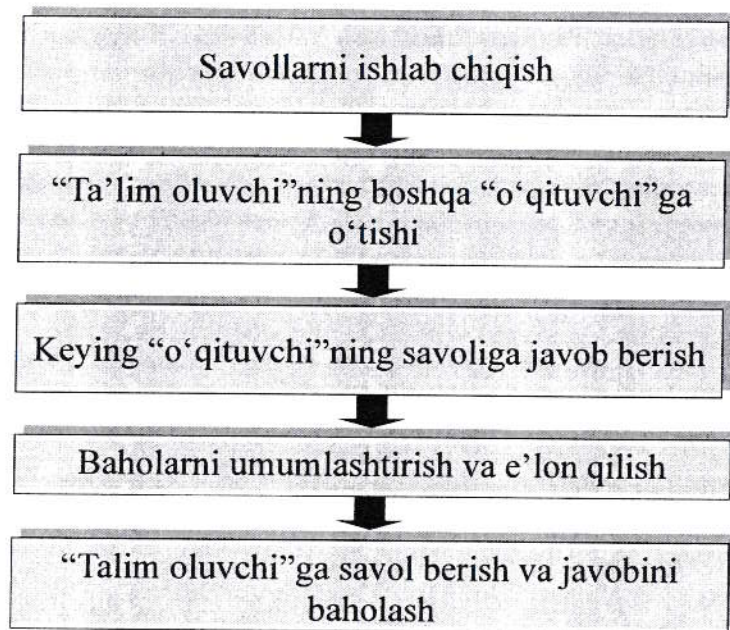 Savollarni ishlab chiqish
“Ta’lim oluvchi”ning boshqa “o‘qituvchi”ga
o‘tishi
Keying “o‘qituvchi”ning savoliga javob berish
Baholarni umumlashtirish va e’lon qilish
“Talim oluvchi”ga savol berish va javobini
baholash